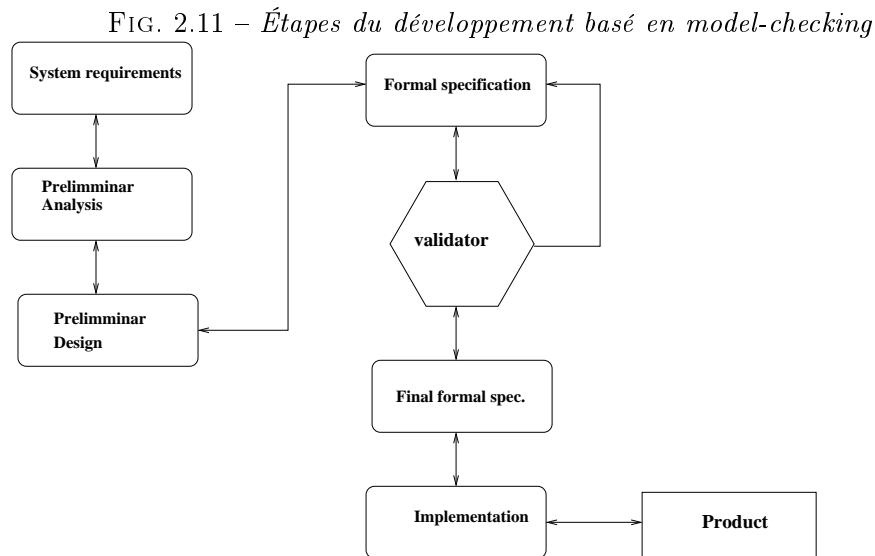 FIG. 2.11 – Étapes du développement basé en model-checking
System requirements
Prelimminar
Analysis
Prelimminar
Design
Formal specification
validator
Final formal spec.
Implementation
Product